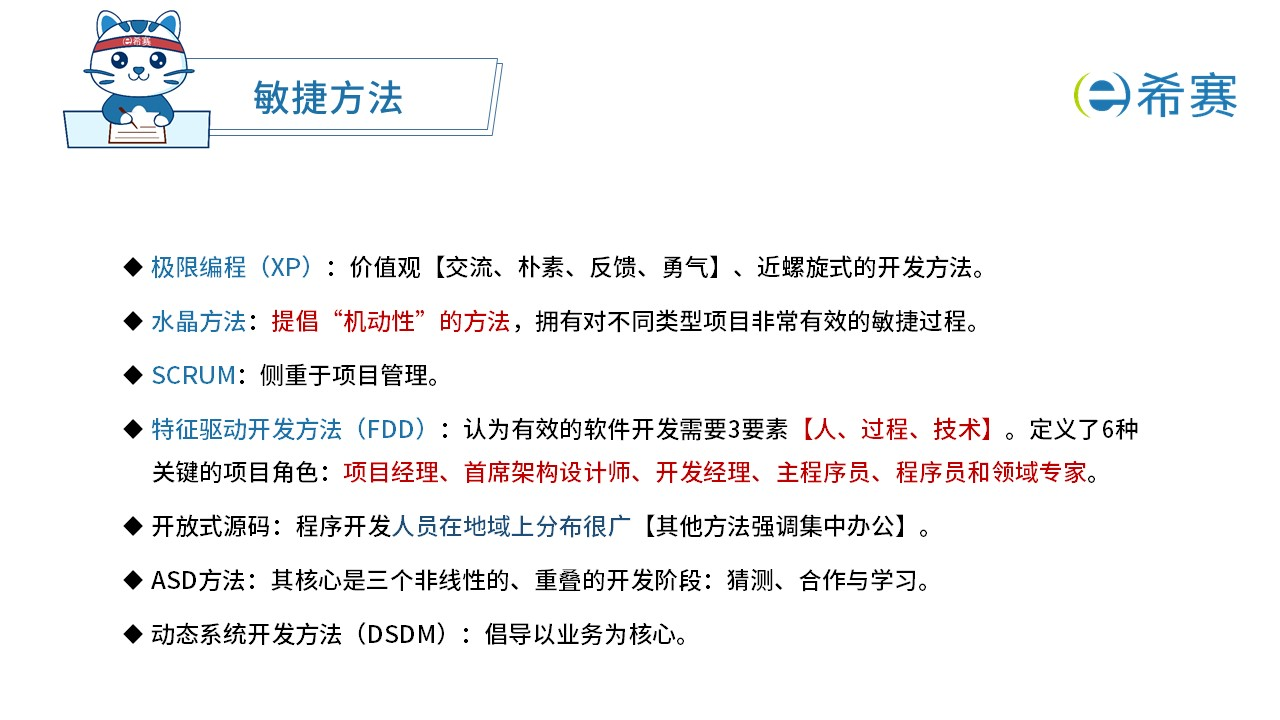 希赛
敏捷方法
希赛
◆ 极限编程（XP）：价值观【交流、朴素、反馈、勇气】、近螺旋式的开发方法。
◆ 水晶方法：提倡“机动性”的方法，拥有对不同类型项目非常有效的敏捷过程。
◆ SCRUM：侧重于项目管理。
◆ 特征驱动开发方法（FDD）：认为有效的软件开发需要3要素【人、过程、技术】。定义了6种
关键的项目角色：项目经理、首席架构设计师、开发经理、主程序员、程序员和领域专家。
◆ 开放式源码：程序开发人员在地域上分布很广【其他方法强调集中办公】。
◆ ASD方法：其核心是三个非线性的、重叠的开发阶段：猜测、合作与学习。
◆ 动态系统开发方法（DSDM）：倡导以业务为核心。